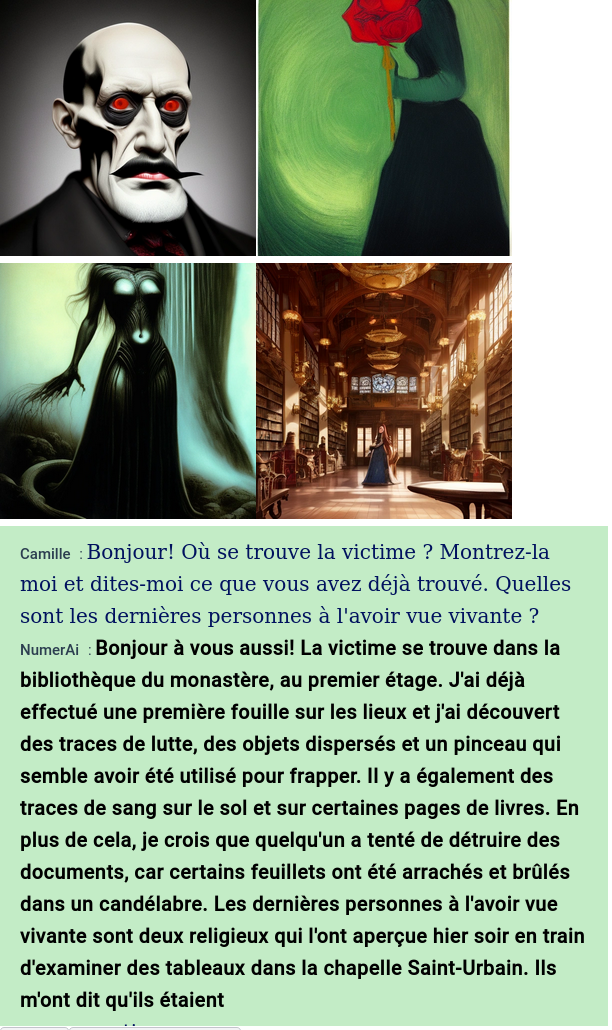 Camille : Bonjour! Où se trouve la victime ? Montrez-la
moi et dites-moi ce que vous avez déjà trouvé. Quelles
sont les dernières personnes à l'avoir vue vivante ?
NumerAi : Bonjour à vous aussi! La victime se trouve dans la
bibliothèque du monastère, au premier étage. J'ai déjà
effectué une première fouille sur les lieux et j'ai découvert
des traces de lutte, des objets dispersés et un pinceau qui
semble avoir été utilisé pour frapper. Il y a également des
traces de sang sur le sol et sur certaines pages de livres. En
plus de cela, je crois que quelqu'un a tenté de détruire des
documents, car certains feuillets ont été arrachés et brûlés
dans un candélabre. Les dernières personnes à l'avoir vue
vivante sont deux religieux qui l'ont aperçue hier soir en train
d'examiner des tableaux dans la chapelle Saint-Urbain. Ils
m'ont dit qu'ils étaient